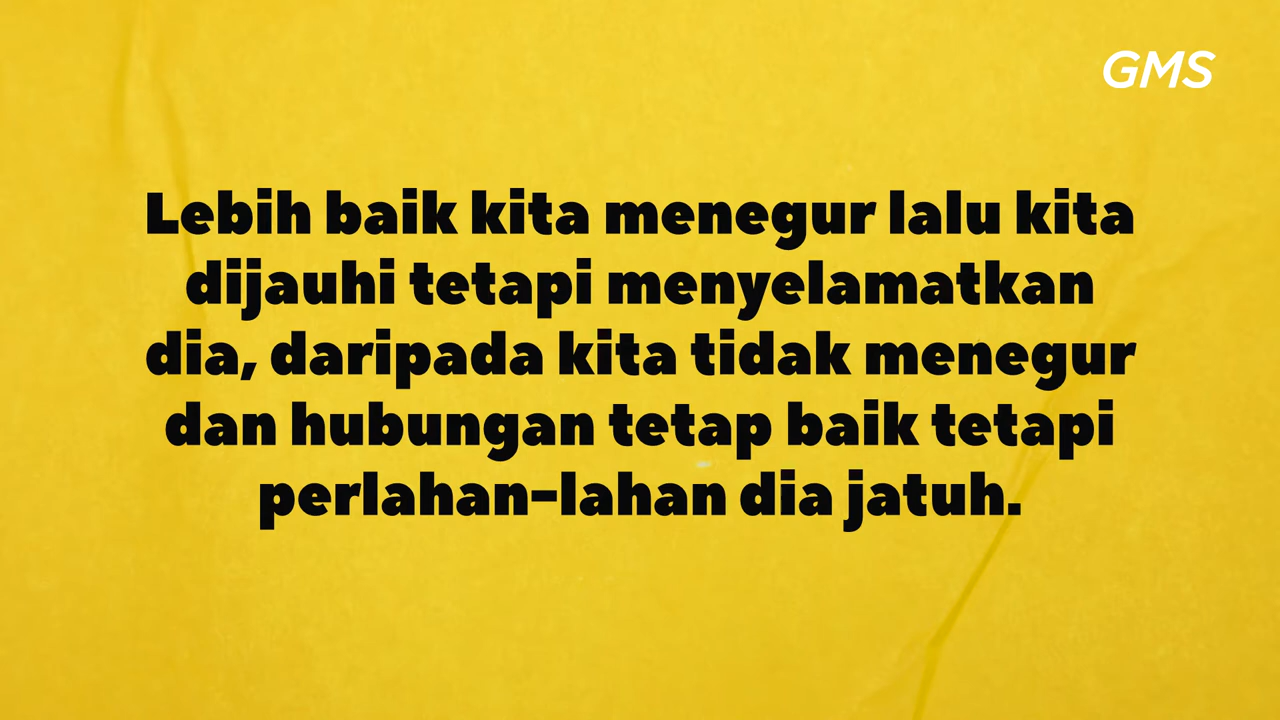 GMS
Lebih baik kita menegur lalu kita
dijauhi tetapi menyelamatkan
dia, daripada kita tidak menegur
dan hubungan tetap baik tetapi
perlahan-lahan dia jatuh.